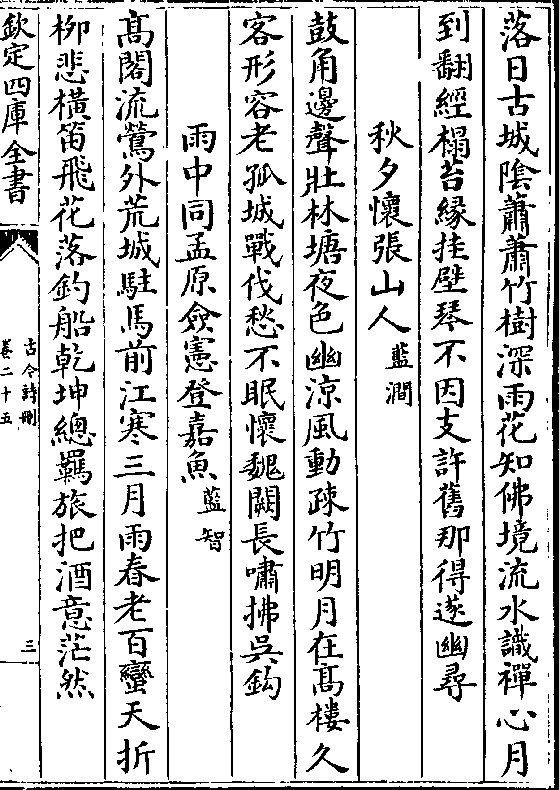 落日古城陰蕭蕭竹樹深雨花知佛境流水識禪心月
到翻經榻苔緣挂壁琴不因支許舊那得遂幽尋
秋夕懷張山人 藍澗
鼓角邊聲壯林塘夜色幽涼風動疎竹明月在髙樓久
客形容老孤城戰伐愁不眠懷魏闕長嘯拂吳鈎
雨中同孟原僉憲登嘉魚 藍智
髙閣流鶯外荒城駐馬前江寒三月雨春老百蠻天折
柳悲橫笛飛花落釣船乾坤總羈旅把酒意茫然
欽定四庫全書
古今詩刪
卷二十五
三